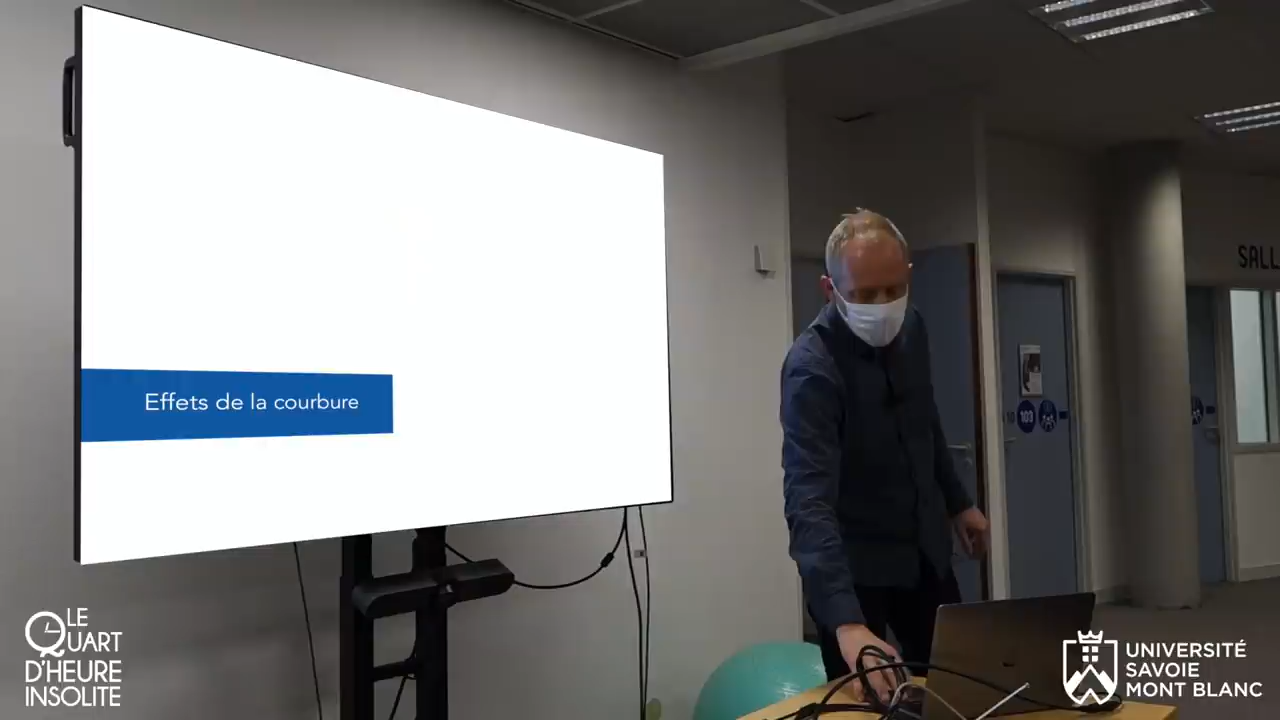 Effets de la courbure
SALL
103
LE
QUART
D'HEURE
INSOLITE
UNIVERSITÉ
SAVOIE
MONT BLANC